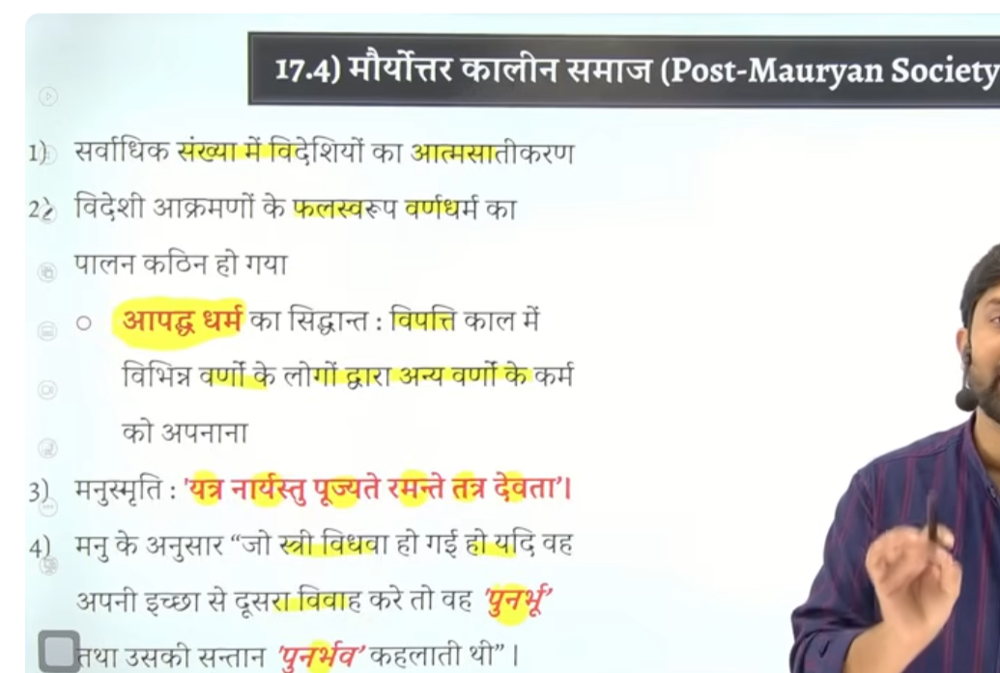 17.4) मौर्योत्तर कालीन समाज (Post-Mauryan Society
1) सर्वाधिक संख्या में विदेशियों का आत्मसातीकरण
2) विदेशी आक्रमणों के फलस्वरूप वर्णधर्म का
पालन कठिन हो गया
○ आपद्ध धर्म का सिद्धान्त : विपत्ति काल में
विभिन्न वर्णो के लोगों द्वारा अन्य वर्णो के कर्म
को अपनाना
3) मनुस्मृति : 'यत्र नार्यस्तु पूज्यते रमन्ते तत्र देवता'।
4) मनु के अनुसार “जो स्त्री विधवा हो गई हो यदि वह
अपनी इच्छा से दूसरा विवाह करे तो वह 'पुनर्भू'
तथा उसकी सन्तान 'पुनर्भव' कहलाती थी”।